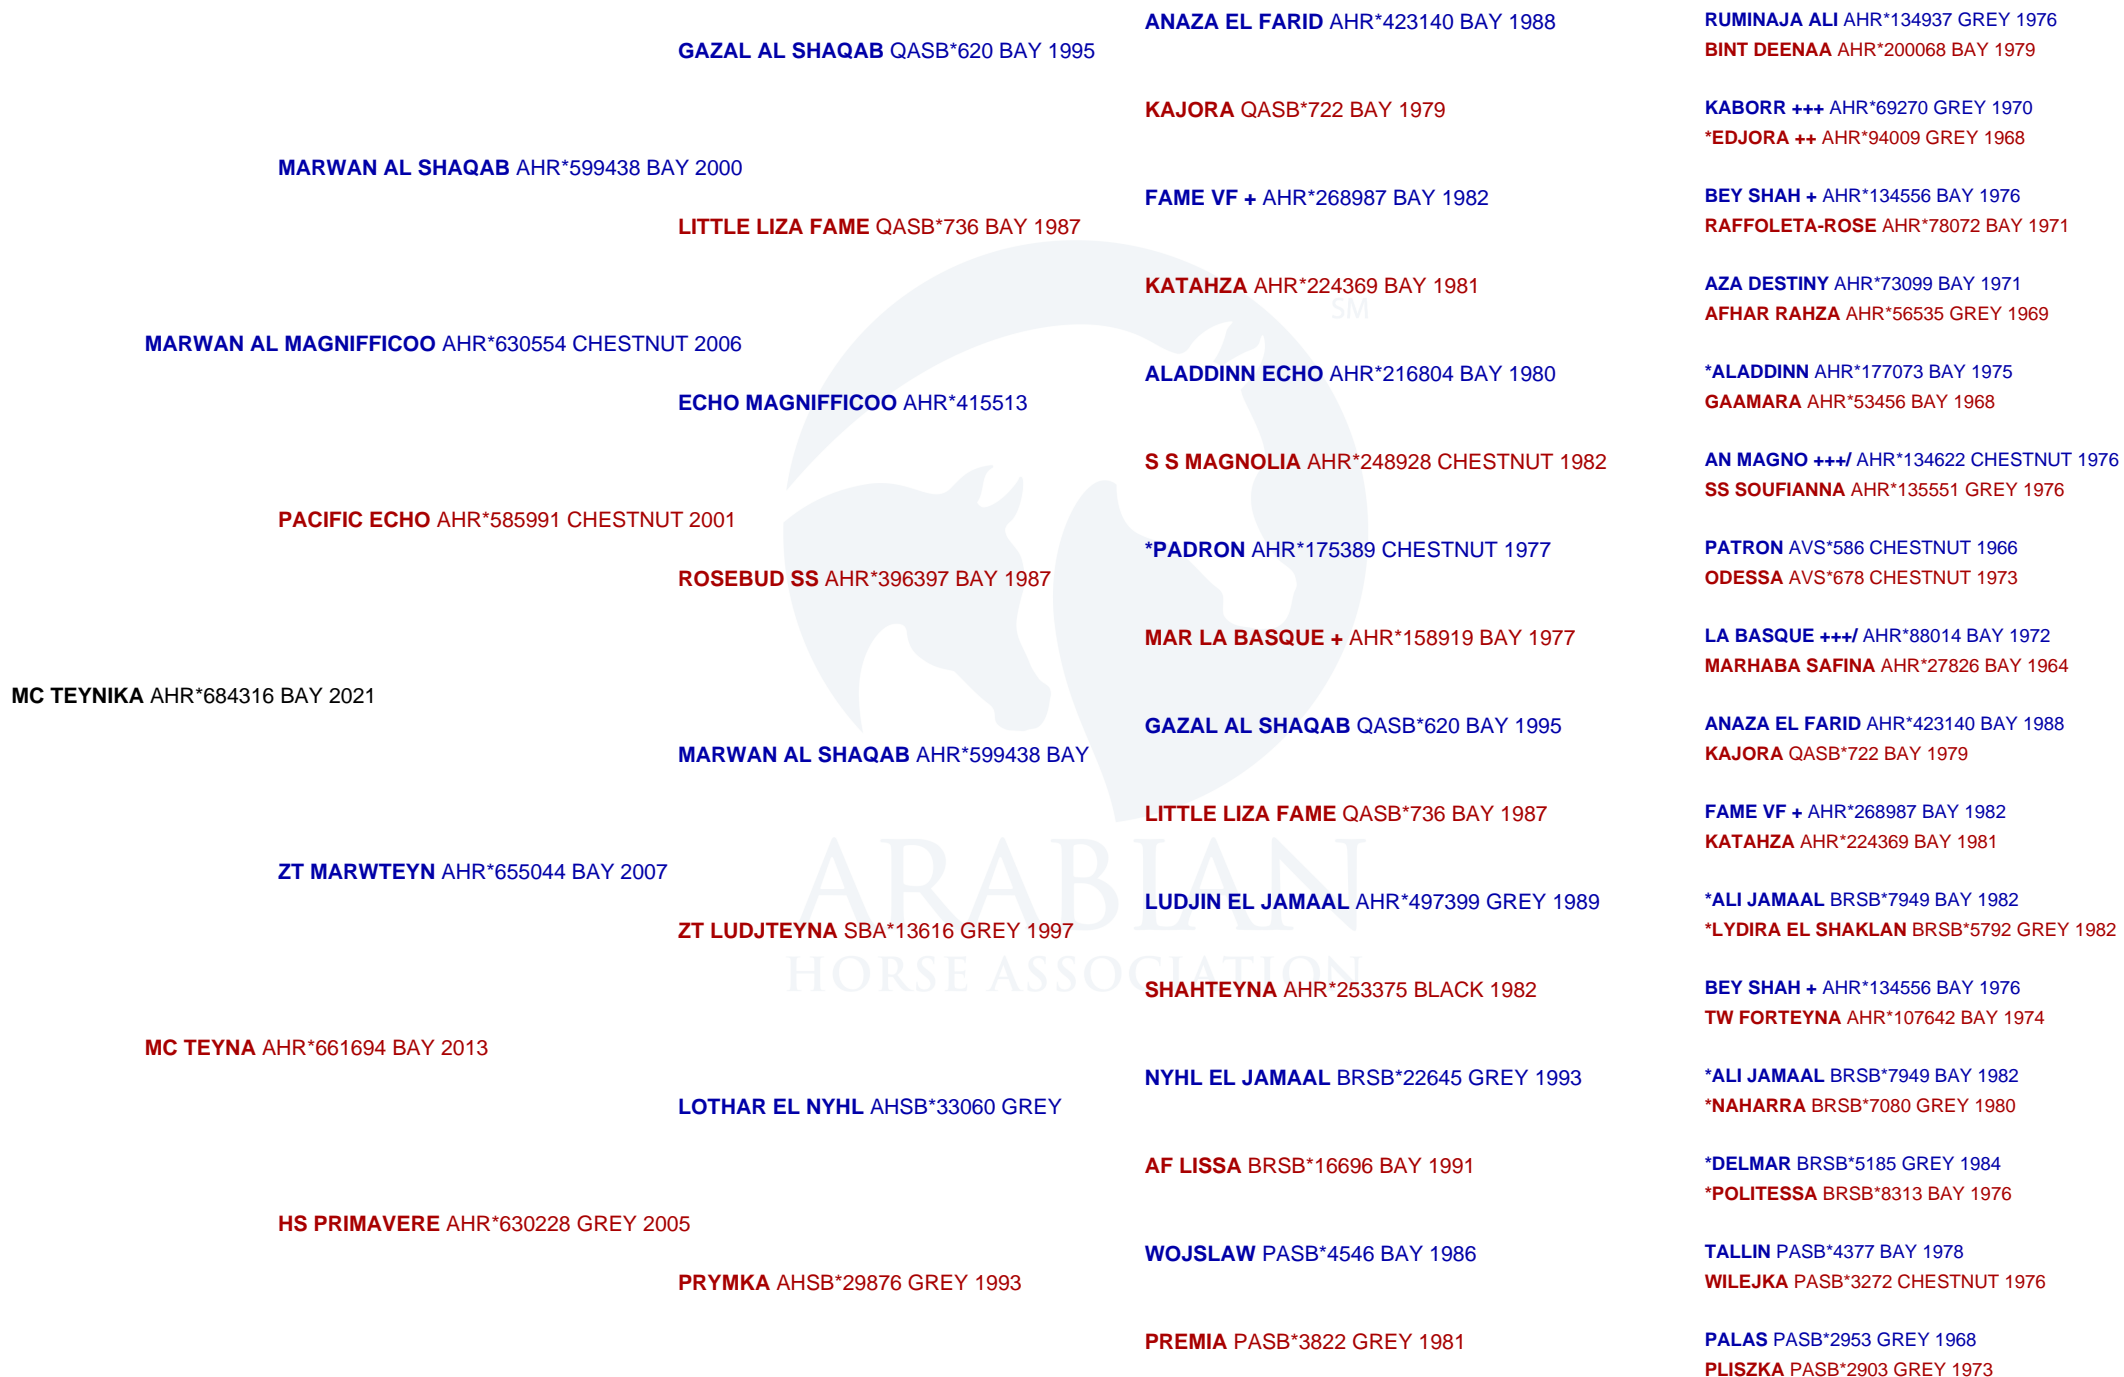 ANAZA EL FARID AHR*423140 BAY 1988
RUMINAJA ALI AHR*134937 GREY 1976
GAZAL AL SHAQAB QASB*620 BAY 1995
BINT DEENAA AHR*200068 BAY 1979
KAJORA QASB*722 BAY 1979
KABORR +++ AHR*69270 GREY 1970
*EDJORA ++ AHR*94009 GREY 1968
MARWAN AL SHAQAB AHR*599438 BAY 2000
FAME VF + AHR*268987 BAY 1982
BEY SHAH + AHR*134556 BAY 1976
LITTLE LIZA FAME QASB*736 BAY 1987
RAFFOLETA-ROSE AHR*78072 BAY 1971
KATAHZA AHR*224369 BAY 1981
AZA DESTINY AHR*73099 BAY 1971
AFHAR RAHZA AHR*56535 GREY 1969
SM
MARWAN AL MAGNIFFICOO AHR*630554 CHESTNUT 2006
ALADDINN ECHO AHR*216804 BAY 1980
*ALADDINN AHR*177073 BAY 1975
ECHO MAGNIFFICOO AHR*415513
GAAMARA AHR*53456 BAY 1968
S S MAGNOLIA AHR*248928 CHESTNUT 1982
AN MAGNO +++/ AHR*134622 CHESTNUT 1976
SS SOUFIANNA AHR*135551 GREY 1976
PACIFIC ECHO AHR*585991 CHESTNUT 2001
*PADRON AHR*175389 CHESTNUT 1977
PATRON AVS*586 CHESTNUT 1966
ROSEBUD SS AHR*396397 BAY 1987
ODESSA AVS*678 CHESTNUT 1973
MAR LA BASQUE + AHR*158919 BAY 1977
LA BASQUE +++/ AHR*88014 BAY 1972
MARHABA SAFINA AHR*27826 BAY 1964
MC TEYNIKA AHR*684316 BAY 2021
GAZAL AL SHAQAB QASB*620 BAY 1995
ANAZA EL FARID AHR*423140 BAY 1988
MARWAN AL SHAQAB AHR*599438 BAY
KAJORA QASB*722 BAY 1979
LITTLE LIZA FAME QASB*736 BAY 1987
FAME VF + AHR*268987 BAY 1982
KATAHZA AHR*224369 BAY 1981
ZT MARWTEYN AHR*655044 BAY 2007
ARABIAN
LUDJIN EL JAMAAL AHR*497399 GREY 1989
*ALI JAMAAL BRSB*7949 BAY 1982
ZT LUDJTEYNA SBA*13616 GREY 1997
*LYDIRA EL SHAKLAN BRSB*5792 GREY 1982
HORSE ASSOCIATION
SHAHTEYNA AHR*253375 BLACK 1982
BEY SHAH + AHR*134556 BAY 1976
TW FORTEYNA AHR*107642 BAY 1974
MC TEYNA AHR*661694 BAY 2013
NYHL EL JAMAAL BRSB*22645 GREY 1993
*ALI JAMAAL BRSB*7949 BAY 1982
LOTHAR EL NYHL AHSB*33060 GREY
*NAHARRA BRSB*7080 GREY 1980
AF LISSA BRSB*16696 BAY 1991
*DELMAR BRSB*5185 GREY 1984
*POLITESSA BRSB*8313 BAY 1976
HS PRIMAVERE AHR*630228 GREY 2005
WOJSLAW PASB*4546 BAY 1986
TALLIN PASB*4377 BAY 1978
PRYMKA AHSB*29876 GREY 1993
WILEJKA PASB*3272 CHESTNUT 1976
PREMIA PASB*3822 GREY 1981
PALAS PASB*2953 GREY 1968
PLISZKA PASB*2903 GREY 1973